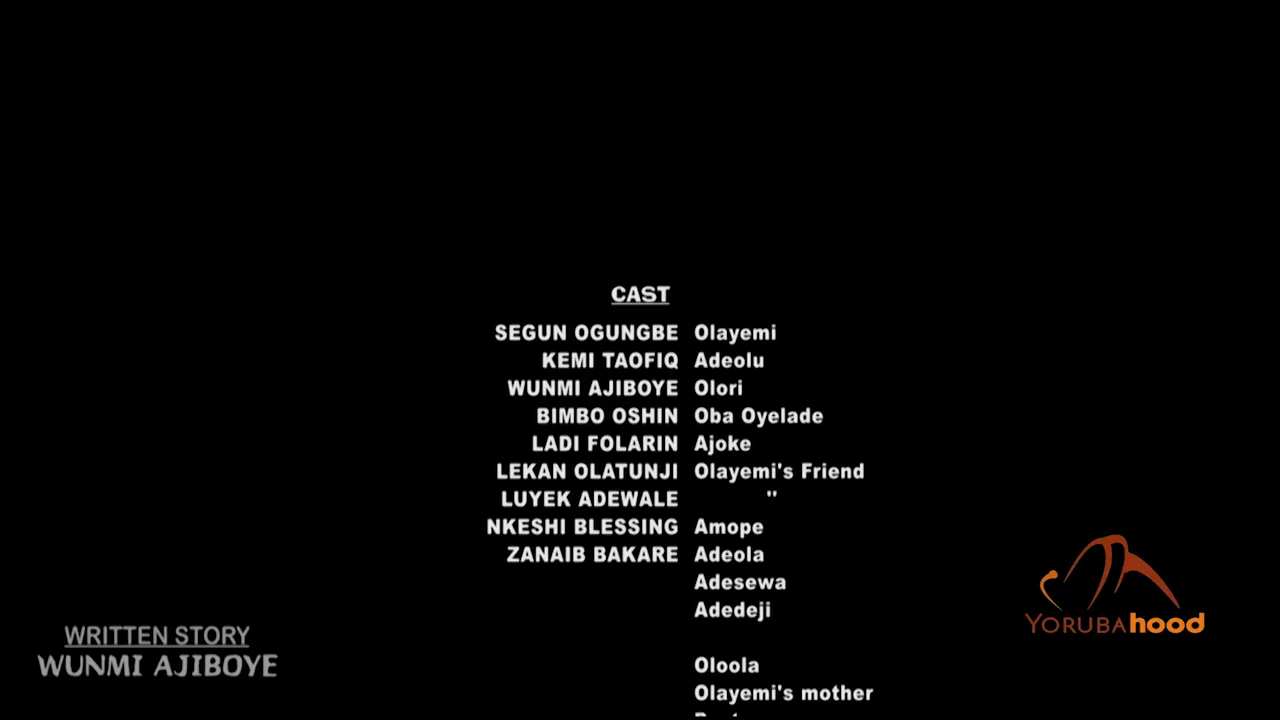 CAST
SEGUN OGUNGBE Olayemi
KEMI TAOFIQ Adeolu
WUNMI AJIBOYE Olori
BIMBO OSHIN Oba Oyelade
LADI FOLARIN Ajoke
LEKAN OLATUNJI Olayemi's Friend
LUYEK ADEWALE "
NKESHI BLESSING Amope
ZANAIB BAKARE Adeola
Adesewa
Adedeji
Oloola
Olayemi's mother
WRITTEN STORY
WUNMI AJIBOYE
YORUBAhood